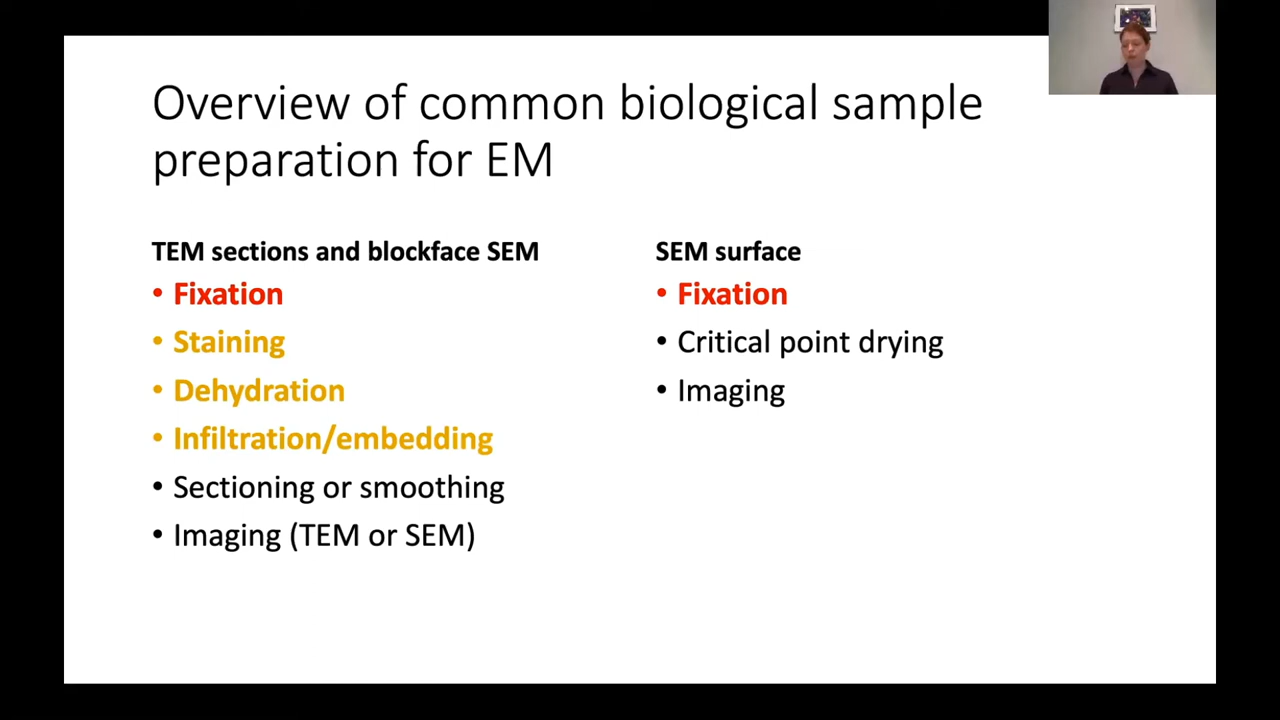 Overview of common biological sample
preparation for EM
TEM sections and blockface SEM
• Fixation
• Staining
• Dehydration
• Infiltration/embedding
• Sectioning or smoothing
• Imaging (TEM or SEM)
SEM surface
• Fixation
• Critical point drying
• Imaging